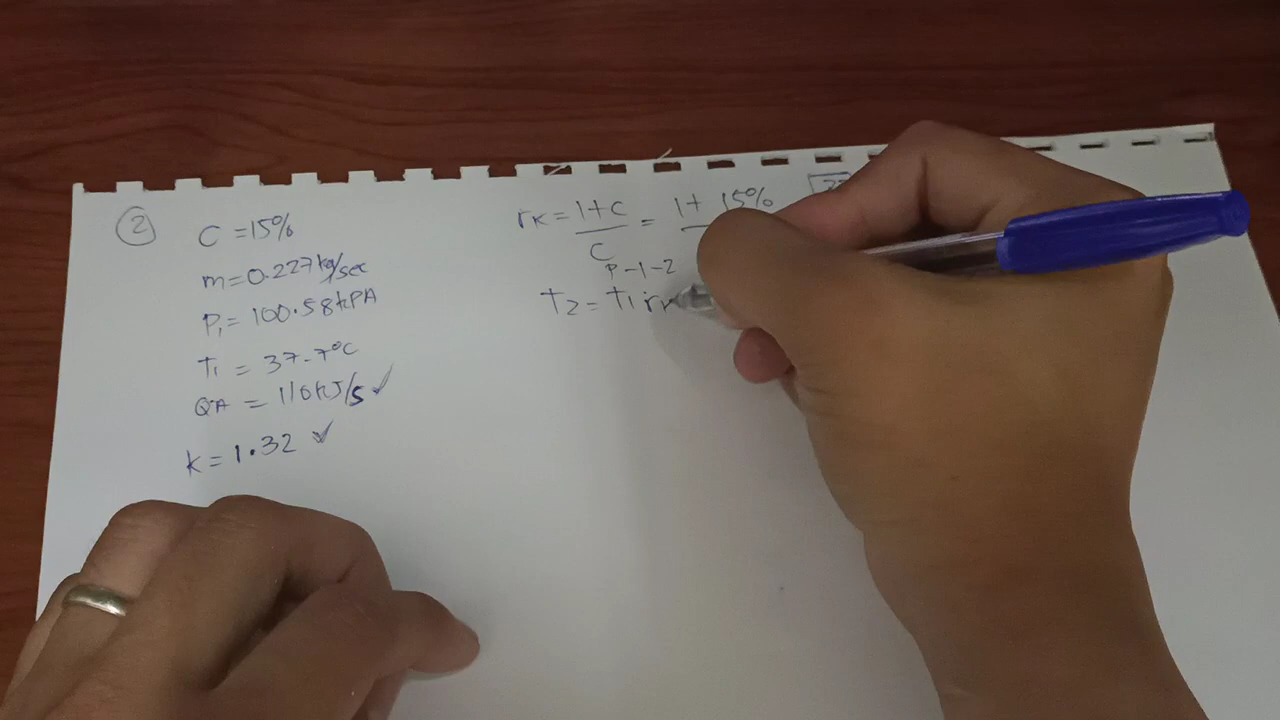 2
C = 15%
m = 0.227 kg/sec
P1 = 100.58 kPA
T1 = 37.7°C
QA = 110 KJ/s ✓
k = 1.32 ✓
rK = 1+C = 1+ 15%
C
P-1-2
T2 = T1 r